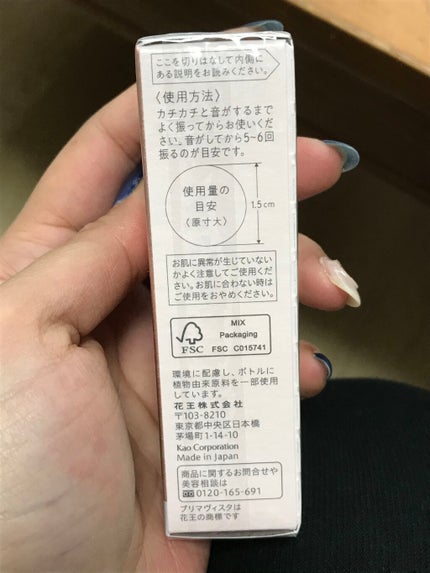 ここを切りはなして内側に
ある説明をお読みください。
〈使用方法〉
カチカチと音がするまで
よく振ってからお使いくだ
さい。音がしてから5~6回
振るのが目安です。
使用量の
目安
(原寸大)
1.5cm
お肌に異常が生じていない
かよく注意してご使用くだ
さい。お肌に合わない時は
ご使用をおやめください。
FSC
MIX
Packaging
FSC C015741
環境に配慮し、ボトルに
植物由来原料を一部使用
しています。
花王株式会社
〒103-8210
東京都中央区日本橋
茅場町1-14-10
Kao Corporation
Made in Japan
商品に関するお問合せや
美容相談は
0120-165-691
プリマヴィスタは
花王の商標です